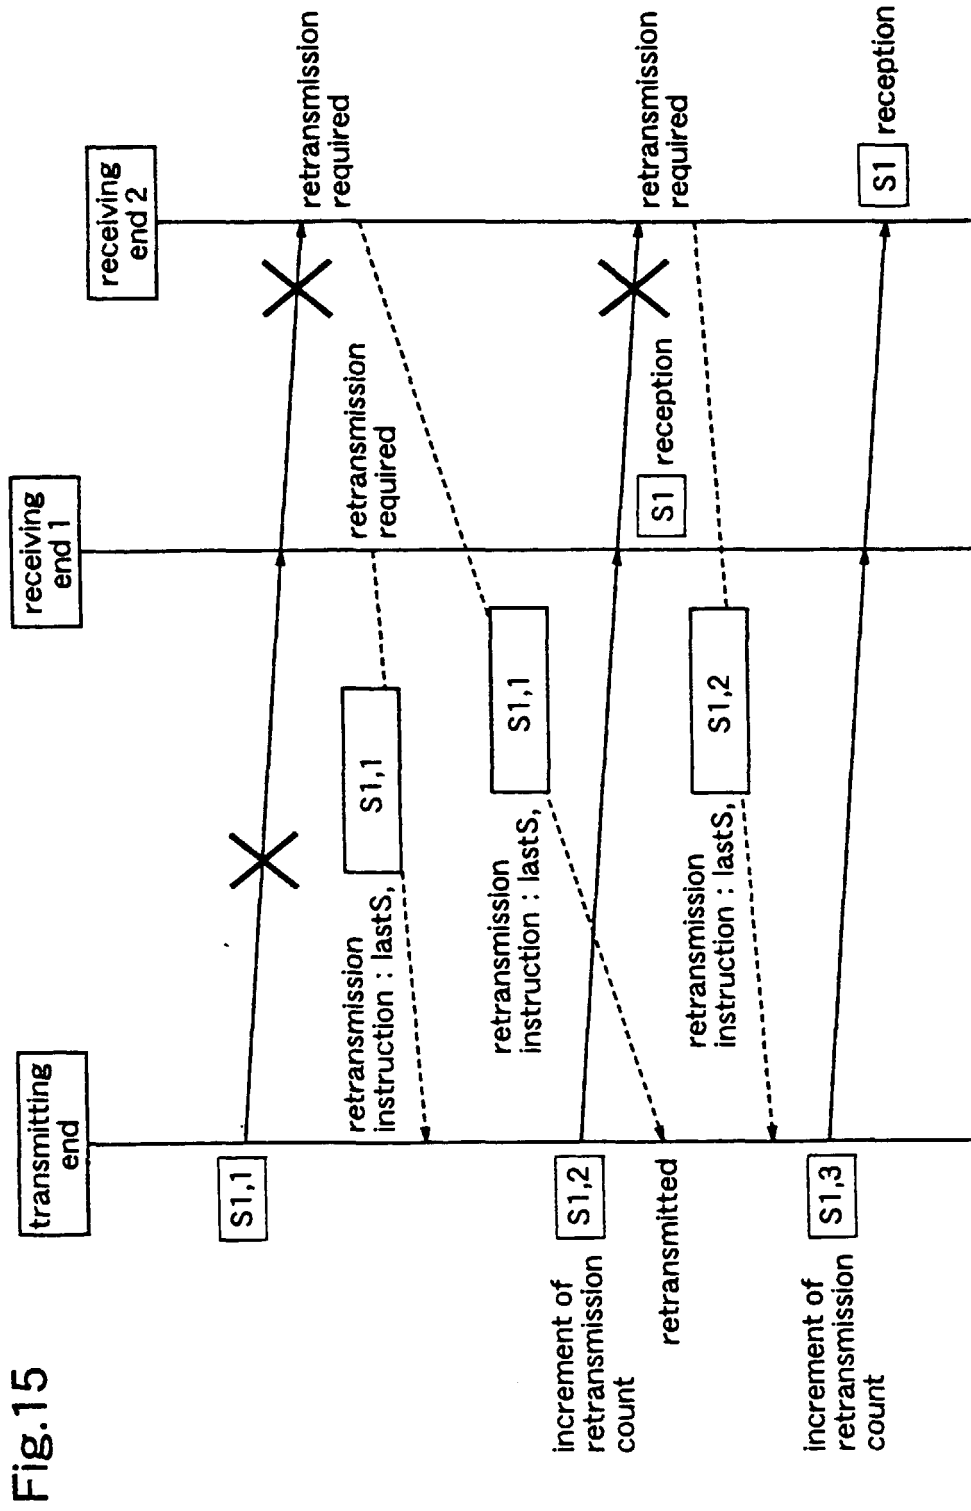 Fig.15
transmitting
end
receiving
end 1
receiving
end 2
S1,1
retransmission
required
retransmission
required
S1,1
retransmission
instruction : lastS,
S1,1
retransmission
instruction : lastS,
increment of
retransmission
count
S1,2
S1 reception
retransmission
required
retransmitted
S1,2
retransmission
instruction : lastS,
increment of
retransmission
count
S1,3
S1 reception